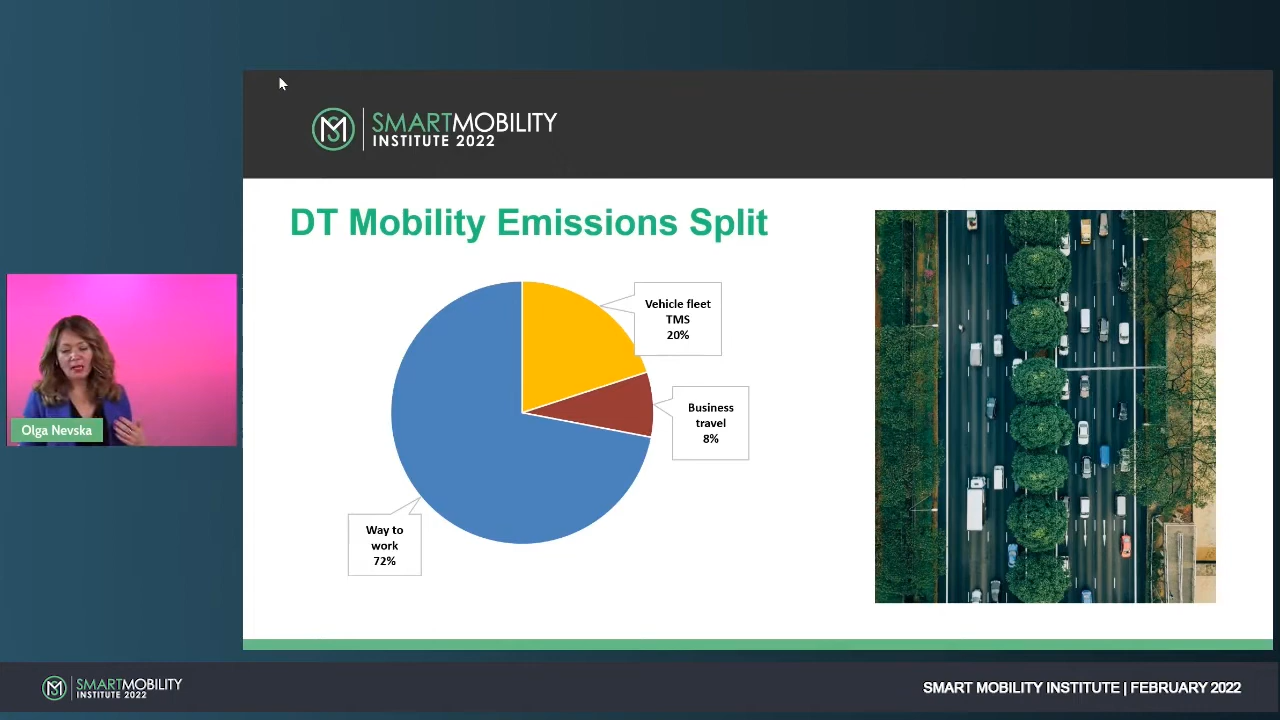 SMARTMOBILITY
INSTITUTE 2022
DT Mobility Emissions Split
Vehicle fleet
TMS
20%
Business
travel
8%
Way to
work
72%
Olga Nevska
SMARTMOBILITY
INSTITUTE 2022
SMART MOBILITY INSTITUTE | FEBRUARY 2022